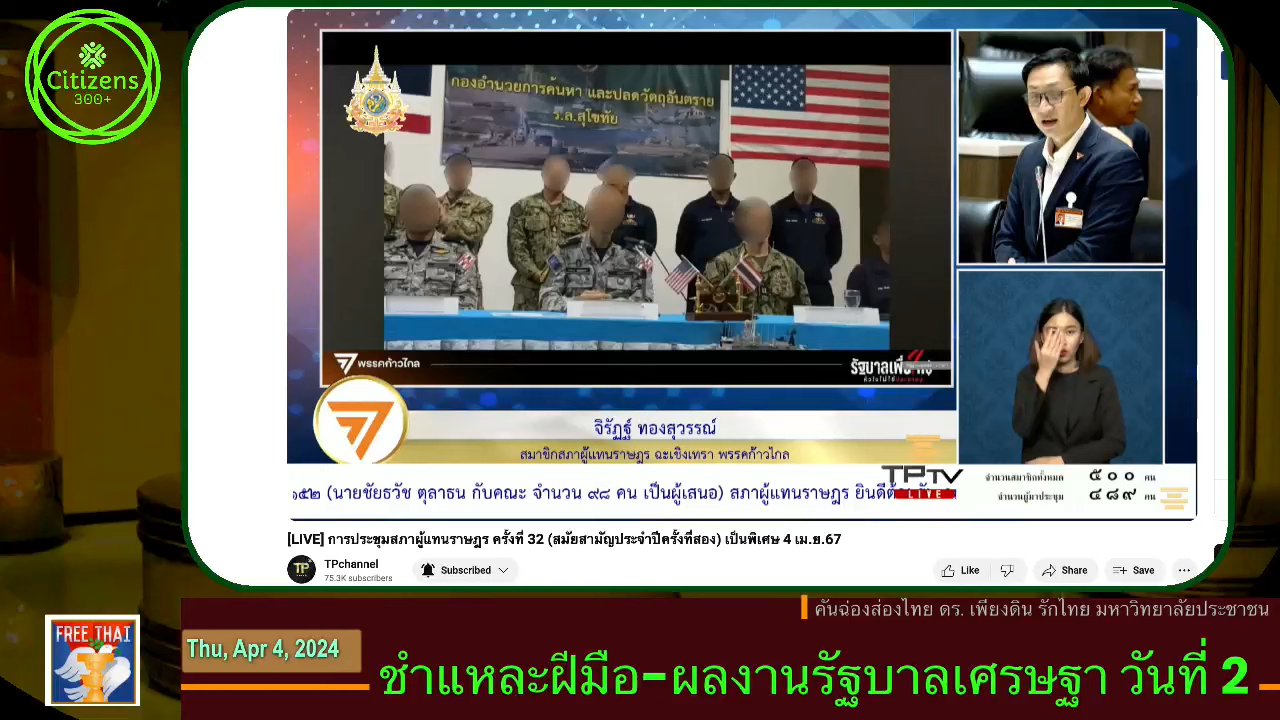 Citizens
300+
กองอำนวยการค้นหา และปลดวัตถุอันตราย
ร.ล.สุโขทัย
พรรคก้าวไกล
จิรัฏฐ์ ทองสุวรรณ์
สมาชิกสภาผู้แทนราษฎร ฉะเชิงเทรา พรรคก้าวไกล
๑๕๒ (นายชัยธวัช ตุลาธน กับคณะ จำนวน ๙๘ คน เป็นผู้เสนอ) สภาผู้แทนราษฎร
TPTV
LIVE
จำนวนสมาชิกทั้งหมด ๕๐๐ คน
จำนวนผู้มาประชุม ๔๘๙ คน
[LIVE] การประชุมสภาผู้แทนราษฎร ครั้งที่ 32 (สมัยสามัญประจำปีครั้งที่สอง) เป็นพิเศษ 4 เม.ย.67
TPchannel
75.3K subscribers
Subscribed
Like
Share
Save
คันฉ่องส่องไทย ดร. เพียงดิน รักไทย มหาวิทยาลัยประชาชน
FREE THAI
Thu, Apr 4, 2024
ชำแหละฝีมือ-ผลงานรัฐบาลเศรษฐา วันที่ 2